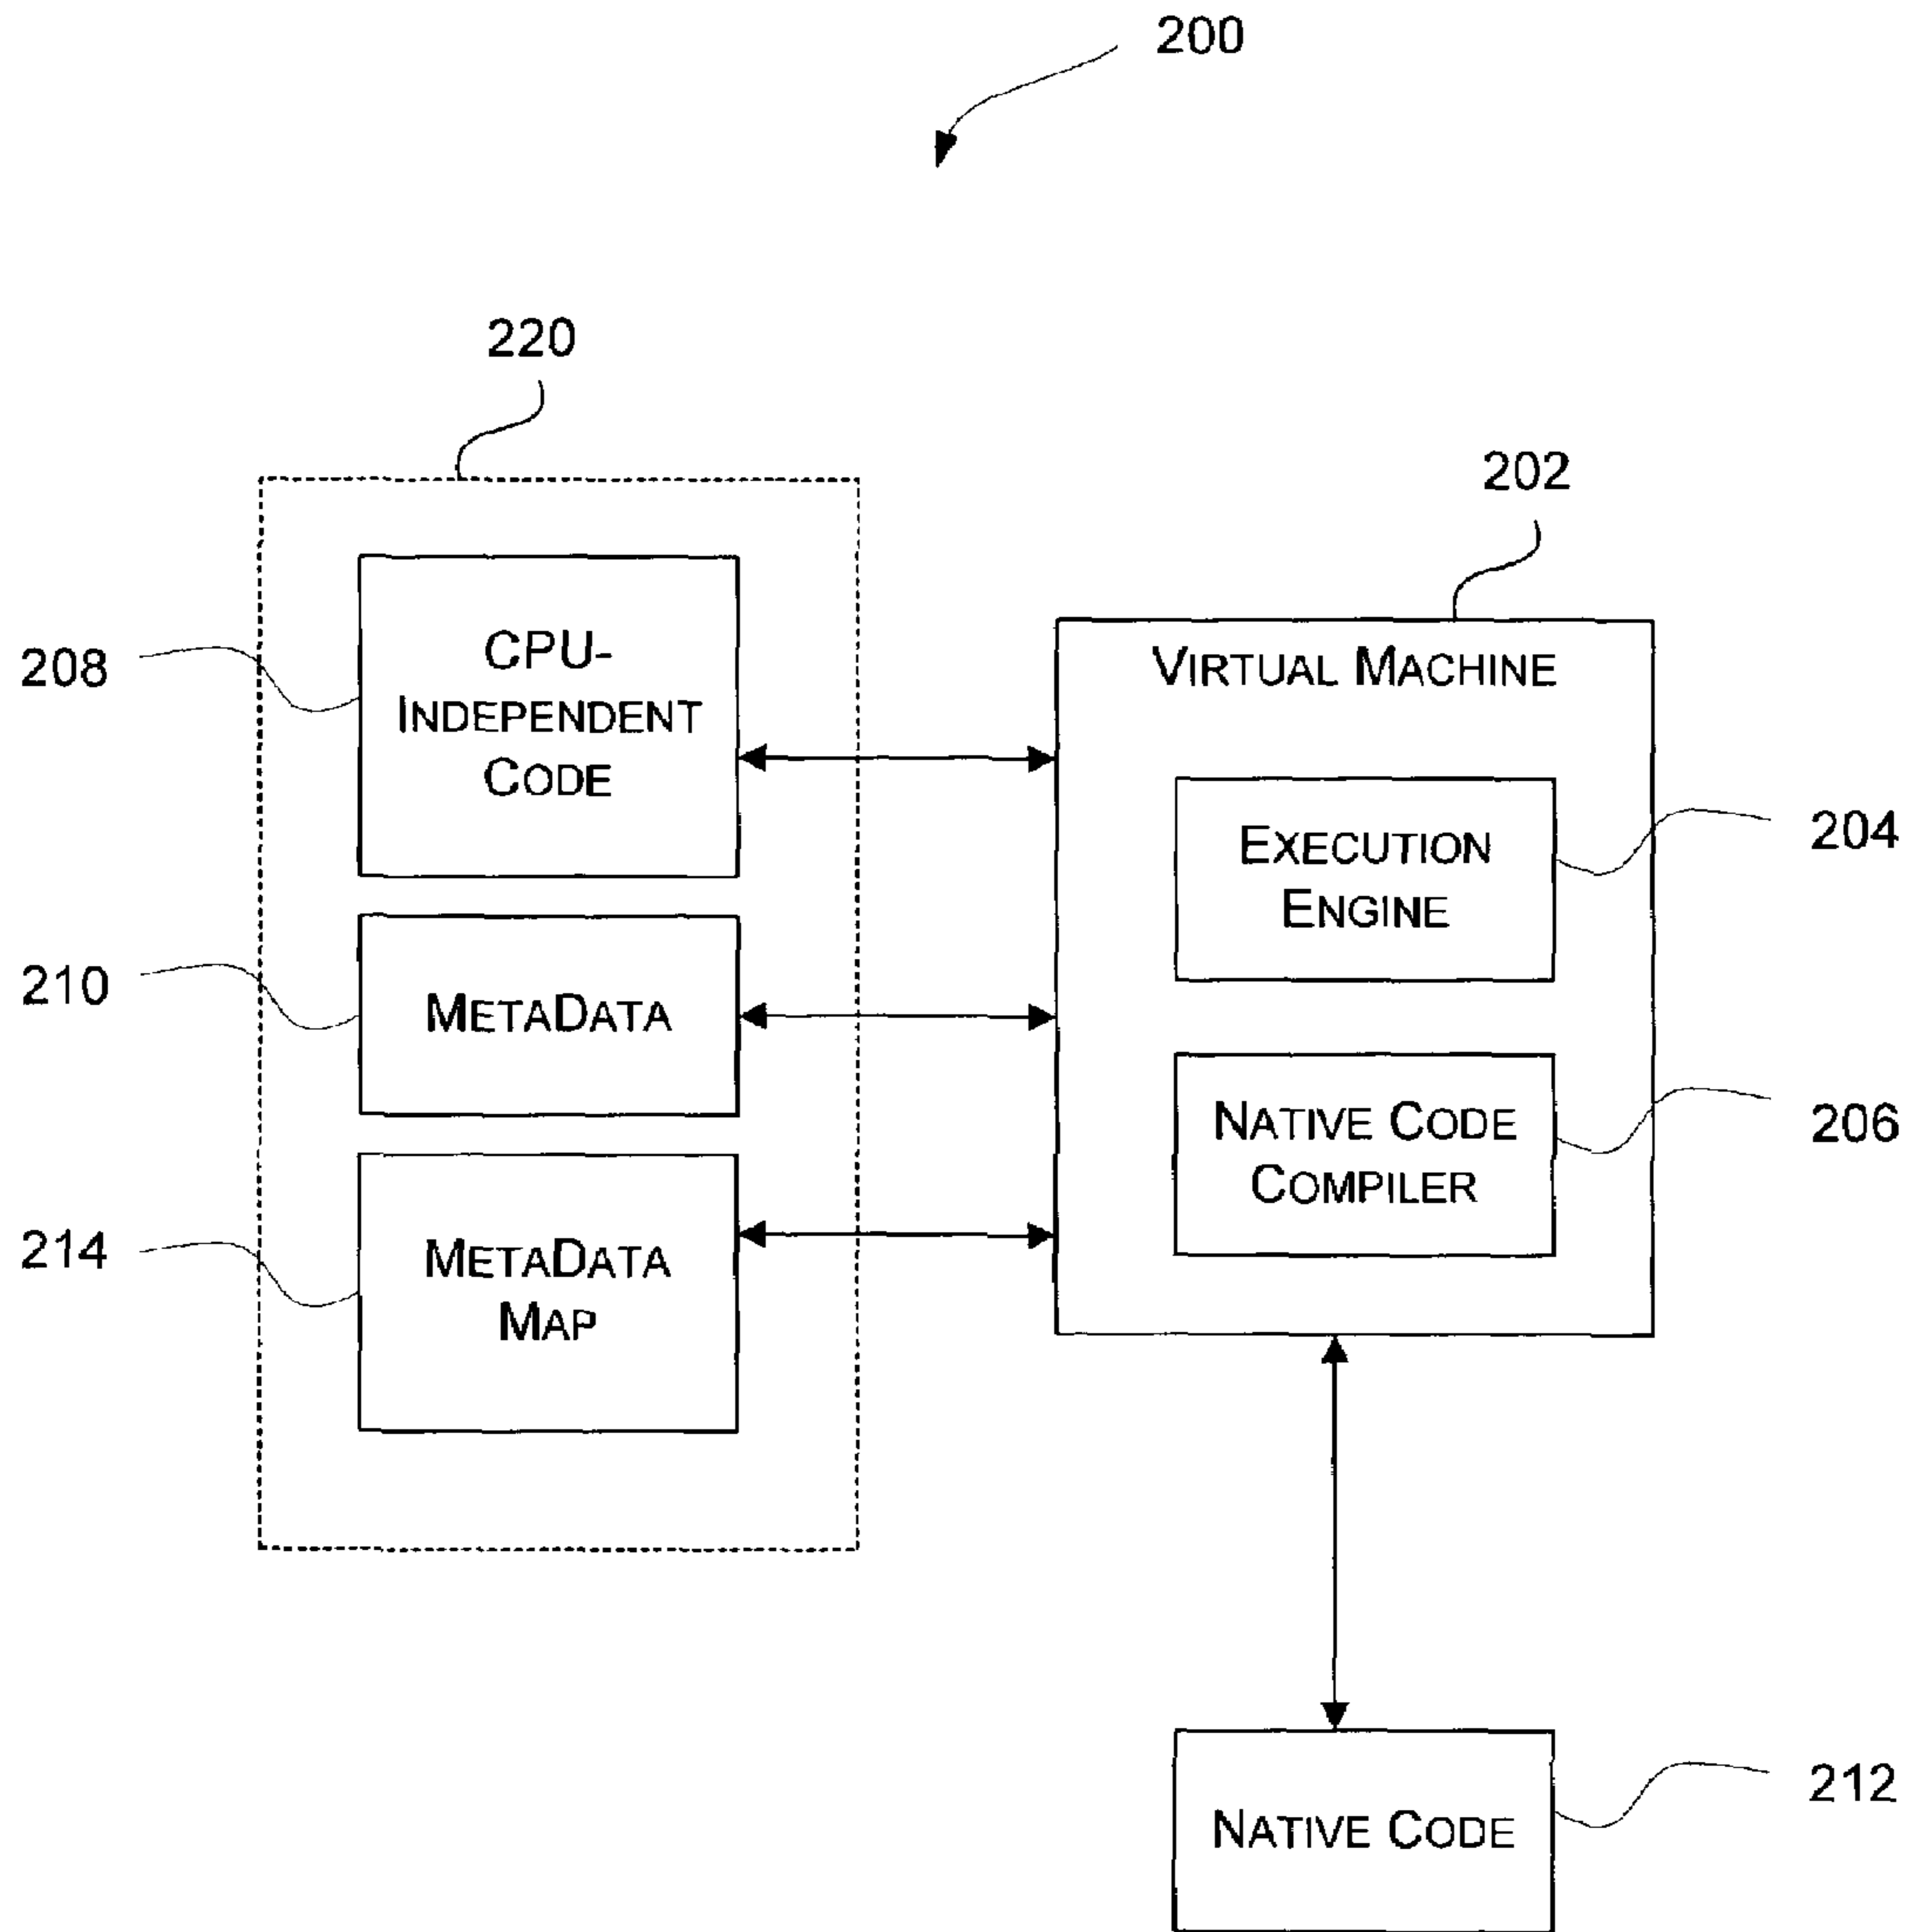 200
220
202
CPU-
INDEPENDENT
CODE
208
VIRTUAL MACHINE
EXECUTION
ENGINE
204
METADATA
210
NATIVE CODE
COMPILER
206
METADATA
MAP
214
NATIVE CODE
212